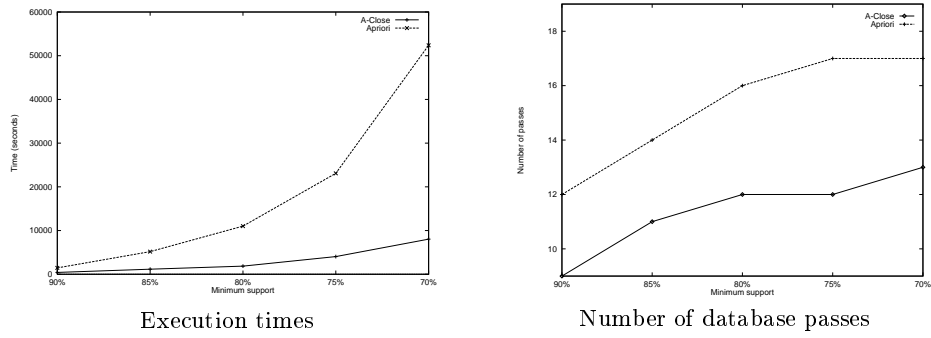 60000
50000
40000
30000
20000
10000
0
Time (seconds)
A-Close
Apriori
90%
85%
80%
75%
70%
Minimum support
Execution times
18
16
14
12
10
Number of passes
A-Close
Apriori
90%
85%
80%
75%
70%
Minimum support
Number of database passes